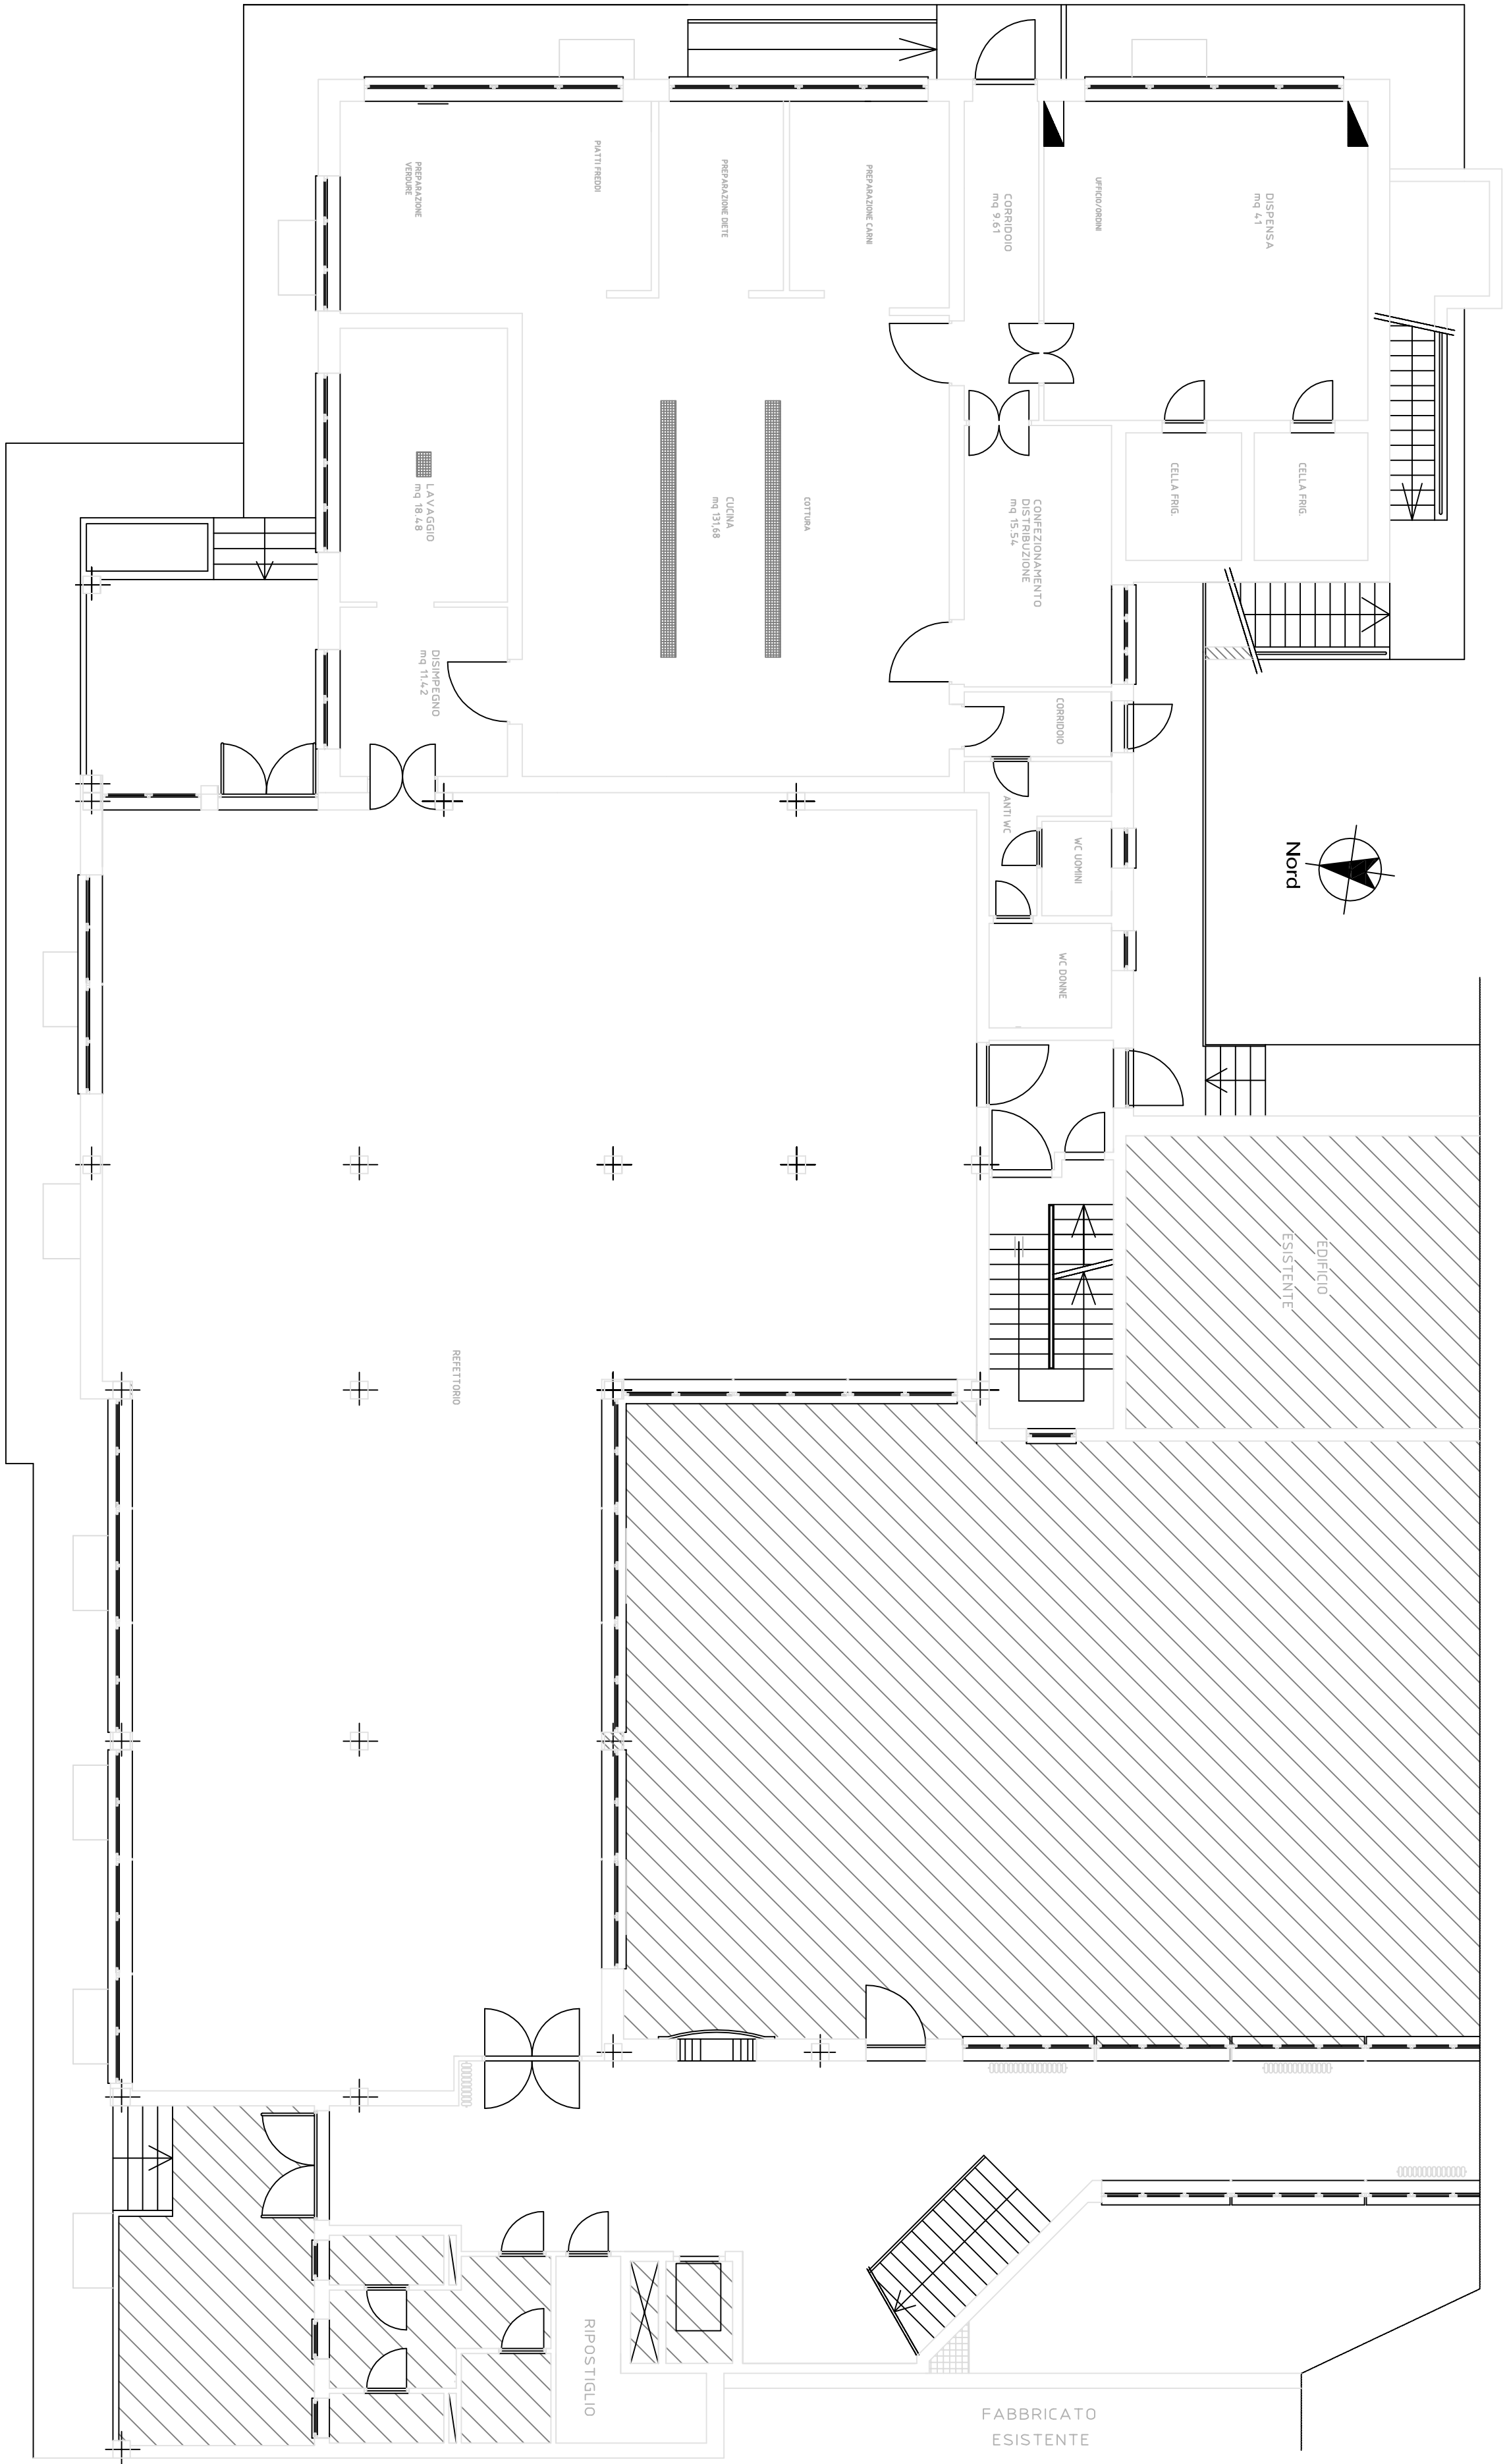 PREPARAZIONE
VERDURE
PIATTI FREDDI
PREPARAZIONE DIETE
PREPARAZIONE CARNI
CORRIDOIO
mq 9.61
UFFICIO/ORDINI
DISPENSA
mq 41
LAVAGGIO
mq 18.48
CUCINA
mq 131,68
COTTURA
CONFEZIONAMENTO
DISTRIBUZIONE
mq 15.54
CELLA FRIG.
CELLA FRIG.
DISIMPEGNO
mq 11.42
CORRIDOIO
ANTI WC
WC UOMINI
Nord
WC DONNE
EDIFICIO
ESISTENTE
REFETTORIO
RIPOSTIGLIO
FABBRICATO
ESISTENTE